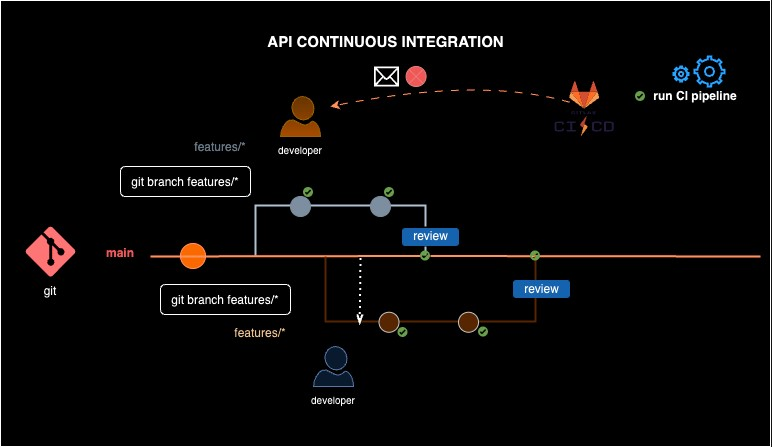 API CONTINUOUS INTEGRATION
run CI pipeline
CI CD
developer
features/*
git branch features/*
review
main
git
git branch features/*
review
features/*
developer